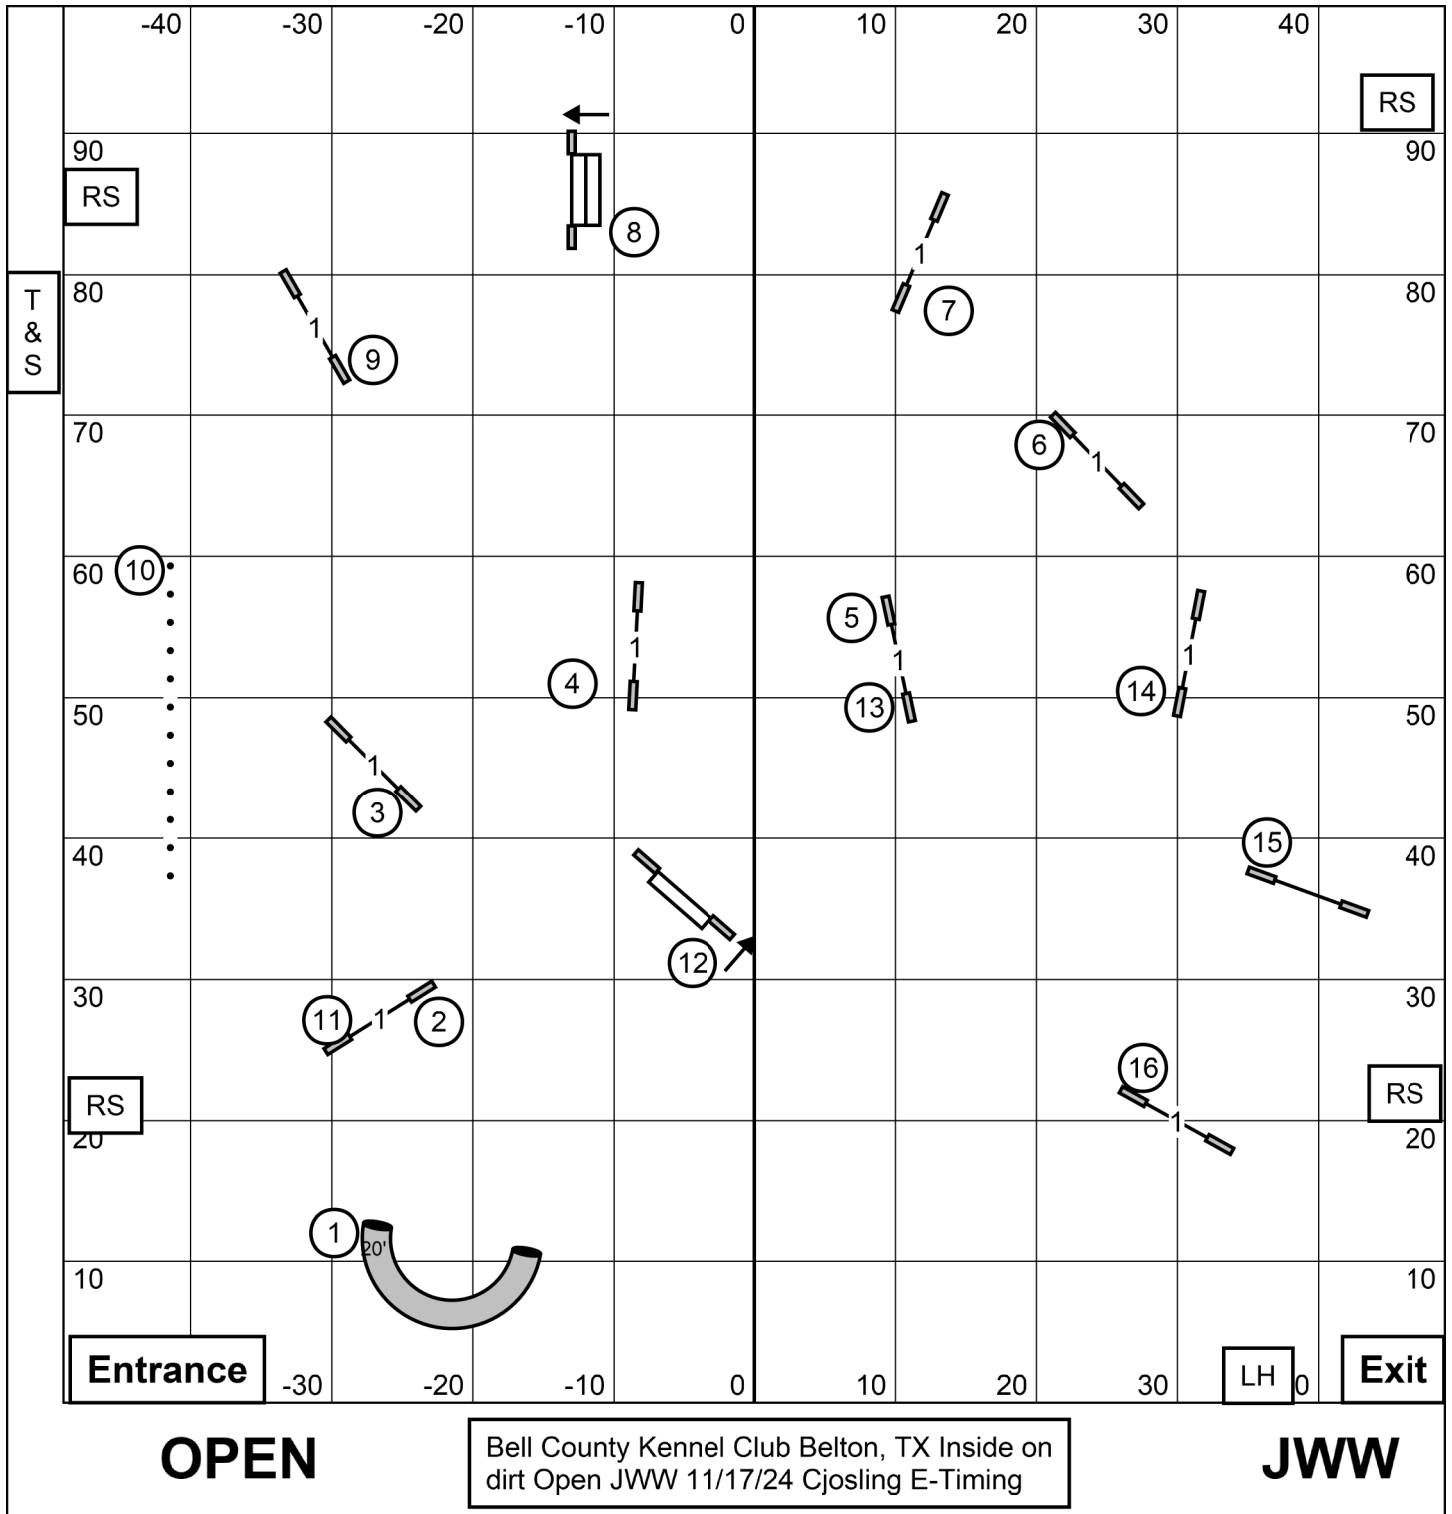 -40 -30 -20 -10 0 10 20 30 40
RS
90 90
RS
8
1
7
T
&
S
80 80
1
9
70 70
6
1
10
60 60
5
1
1
1
4
14
13
50 50
1
3
15
40 40
12
30 30
11
1
2
16
RS
RS
1
20 20
1
20'
10 10
Entrance
-30 -20 -10 0 10 20 30
LH
0
Exit
OPEN
Bell County Kennel Club Belton, TX Inside on
dirt Open JWW 11/17/24 Cjosling E-Timing
JWW